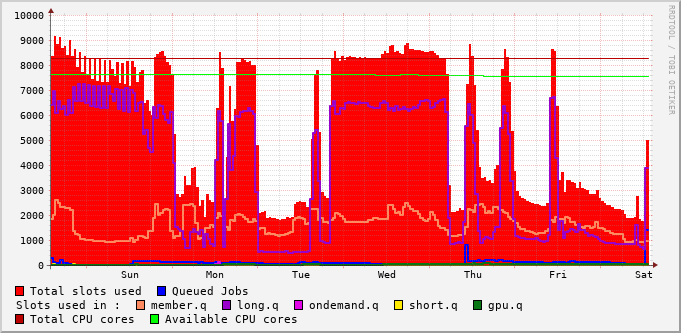 10000
9000
8000
7000
6000
5000
4000
3000
2000
1000
0
Sun Mon Tue Wed Thu Fri Sat
RRDTOOL / TOBI OETIKER
Total slots used Queued Jobs
Slots used in : member.q long.q ondemand.q short.q gpu.q
Total CPU cores Available CPU cores